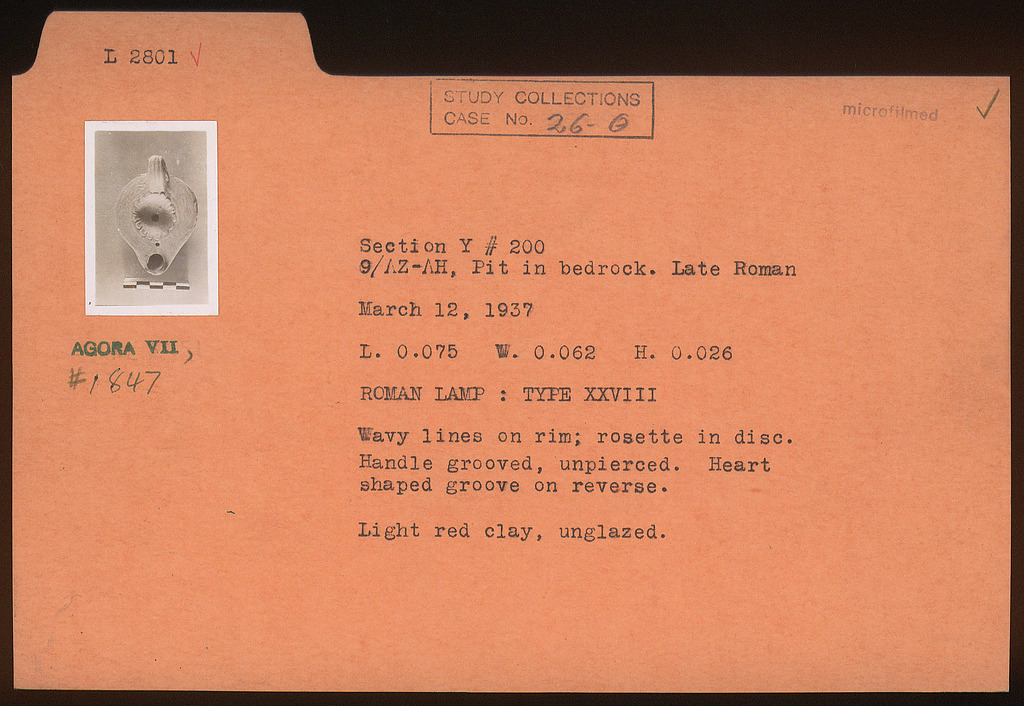 L 2801 ✓
STUDY COLLECTIONS
CASE No. 26-
microfilmed ✓
Section Y # 200
9/AZ-AH, Pit in bedrock. Late Roman
March 12, 1937
L. 0.075 W. 0.062 H. 0.026
AGORA VII,
#1847
ROMAN LAMP : TYPE XXVIII
Wavy lines on rim; rosette in disc.
Handle grooved, unpierced. Heart
shaped groove on reverse.
Light red clay, unglazed.